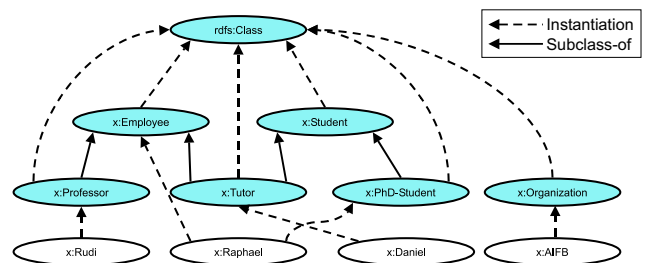 rdfs:Class
Instantiation
Subclass-of
x:Employee
x:Student
x:Professor
x:Tutor
x:PhD-Student
x:Organization
x:Rudi
x:Raphael
x:Daniel
x:AIFB